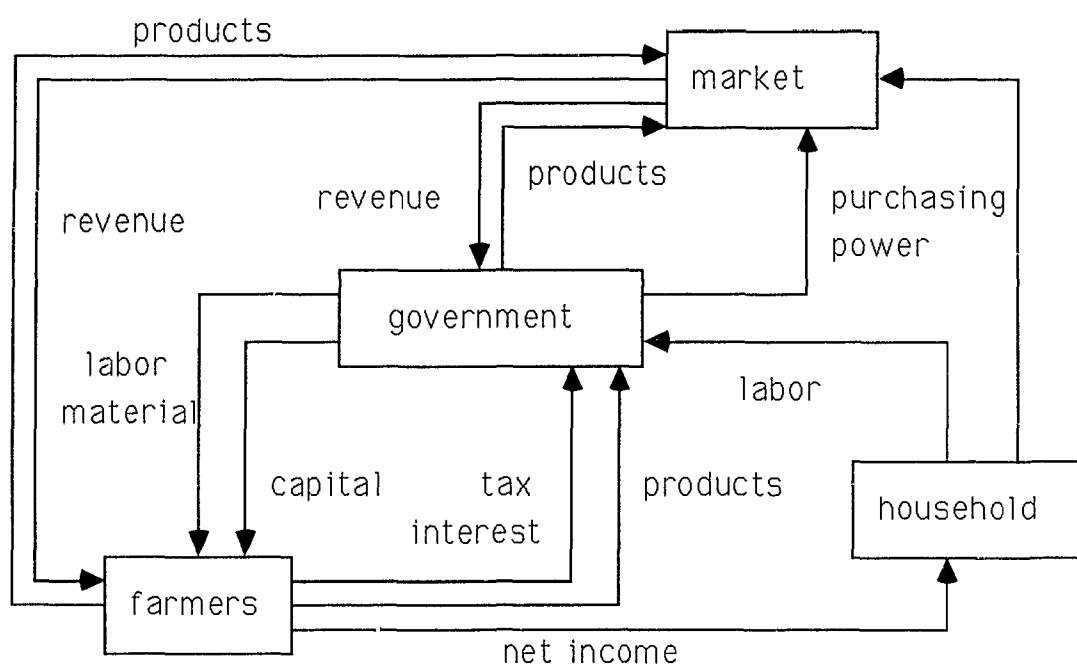 products
market
products
revenue
purchasing
power
revenue
government
labor
material
labor
capital
tax
interest
products
household
farmers
net income